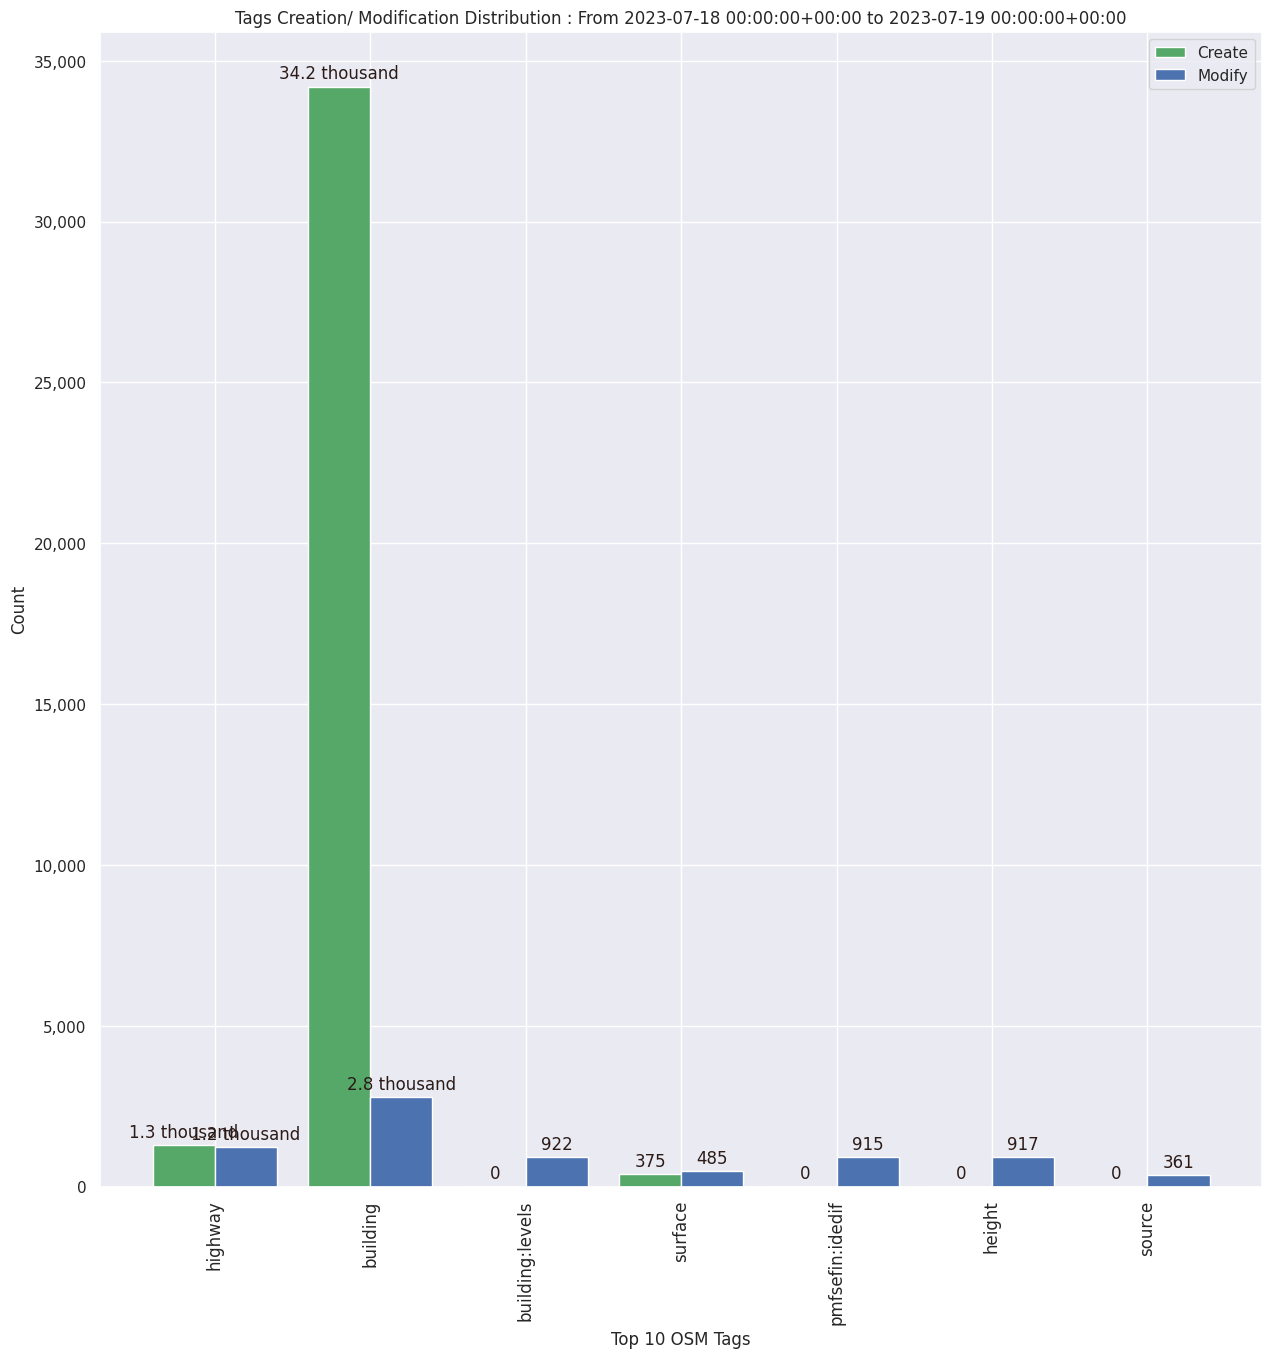 Tags Creation/ Modification Distribution : From 2023-07-18 00:00:00+00:00 to 2023-07-19 00:00:00+00:00
Create
Modify
35,000
30,000
25,000
20,000
15,000
10,000
5,000
0
Count
34.2 thousand
2.8 thousand
1.3 thousand
1.2 thousand
0
922
375
485
0
915
0
917
0
361
highway
building
building:levels
surface
pmfsefin:idedif
height
source
Top 10 OSM Tags